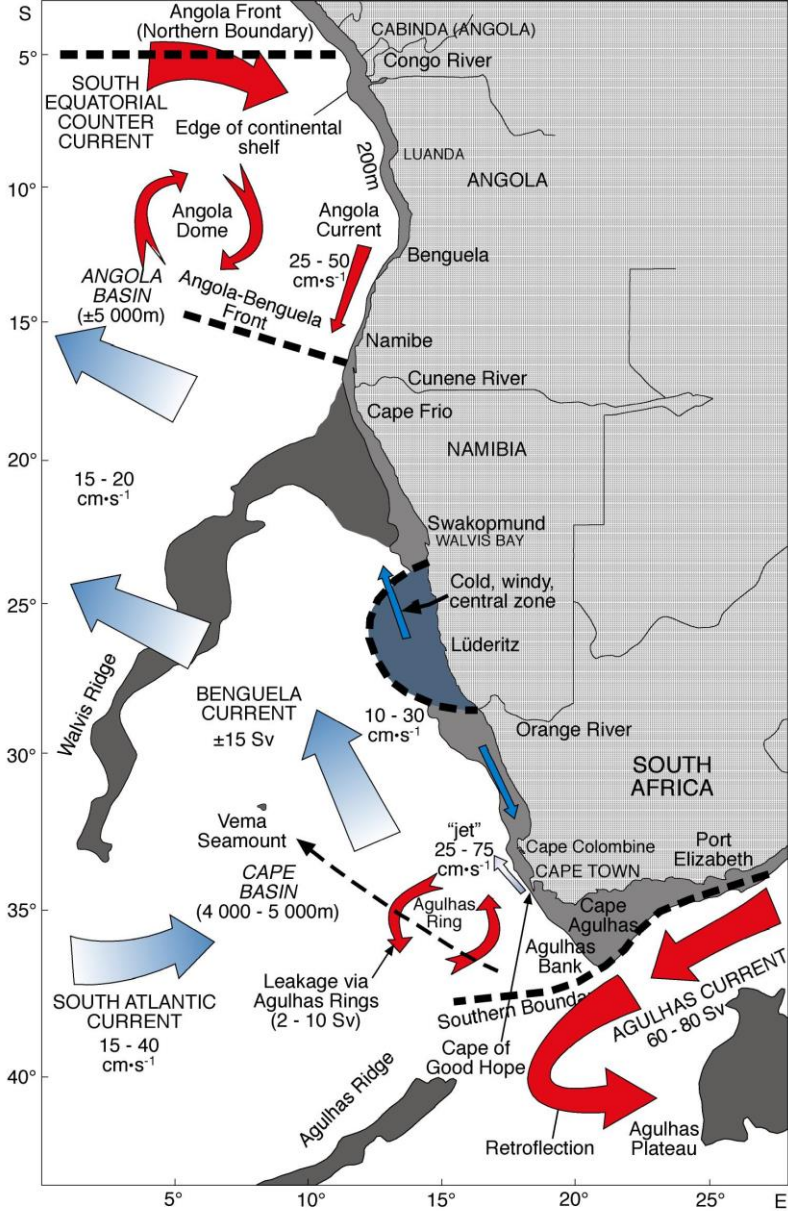 S
Angola Front
(Northern Boundary)
CABINDA (ANGOLA)
5°
Congo River
SOUTH
EQUATORIAL
COUNTER
CURRENT
Edge of continental
shelf
200m
LUANDA
ANGOLA
10°
Angola
Dome
Angola
Current
25 - 50
cm•s-1
Benguela
ANGOLA
BASIN
(±5 000m)
Angola-Benguela
Front
15°
Namibe
Cunene River
Cape Frio
NAMIBIA
20°
15 - 20
cm•s-1
Swakopmund
WALVIS BAY
Cold, windy,
central zone
25°
Lüderitz
Walvis Ridge
BENGUELA
CURRENT
±15 Sv
10 - 30
cm•s-1
Orange River
30°
SOUTH
AFRICA
Vema
Seamount
"jet"
25 - 75
cm•s-1
Cape Colombine
CAPE TOWN
Port
Elizabeth
CAPE
BASIN
(4 000 - 5 000m)
35°
Agulhas
Ring
Cape
Agulhas
Agulhas
Bank
Leakage via
Agulhas Rings
(2 - 10 Sv)
SOUTH ATLANTIC
CURRENT
15 - 40
cm•s-1
Southern Bounda
AGULHAS CURRENT
60 - 80 Sv
Cape of
Good Hope
40°
Agulhas Ridge
Retroflection
Agulhas
Plateau
5°
10°
15°
20°
25°
E